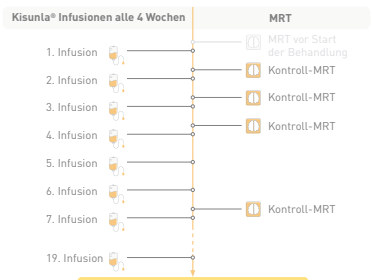 Kisunla® Infusionen alle 4 Wochen
MRT
MRT vor Start
der Behandlung
1. Infusion
Kontroll-MRT
2. Infusion
Kontroll-MRT
3. Infusion
Kontroll-MRT
4. Infusion
5. Infusion
6. Infusion
Kontroll-MRT
7. Infusion
19. Infusion